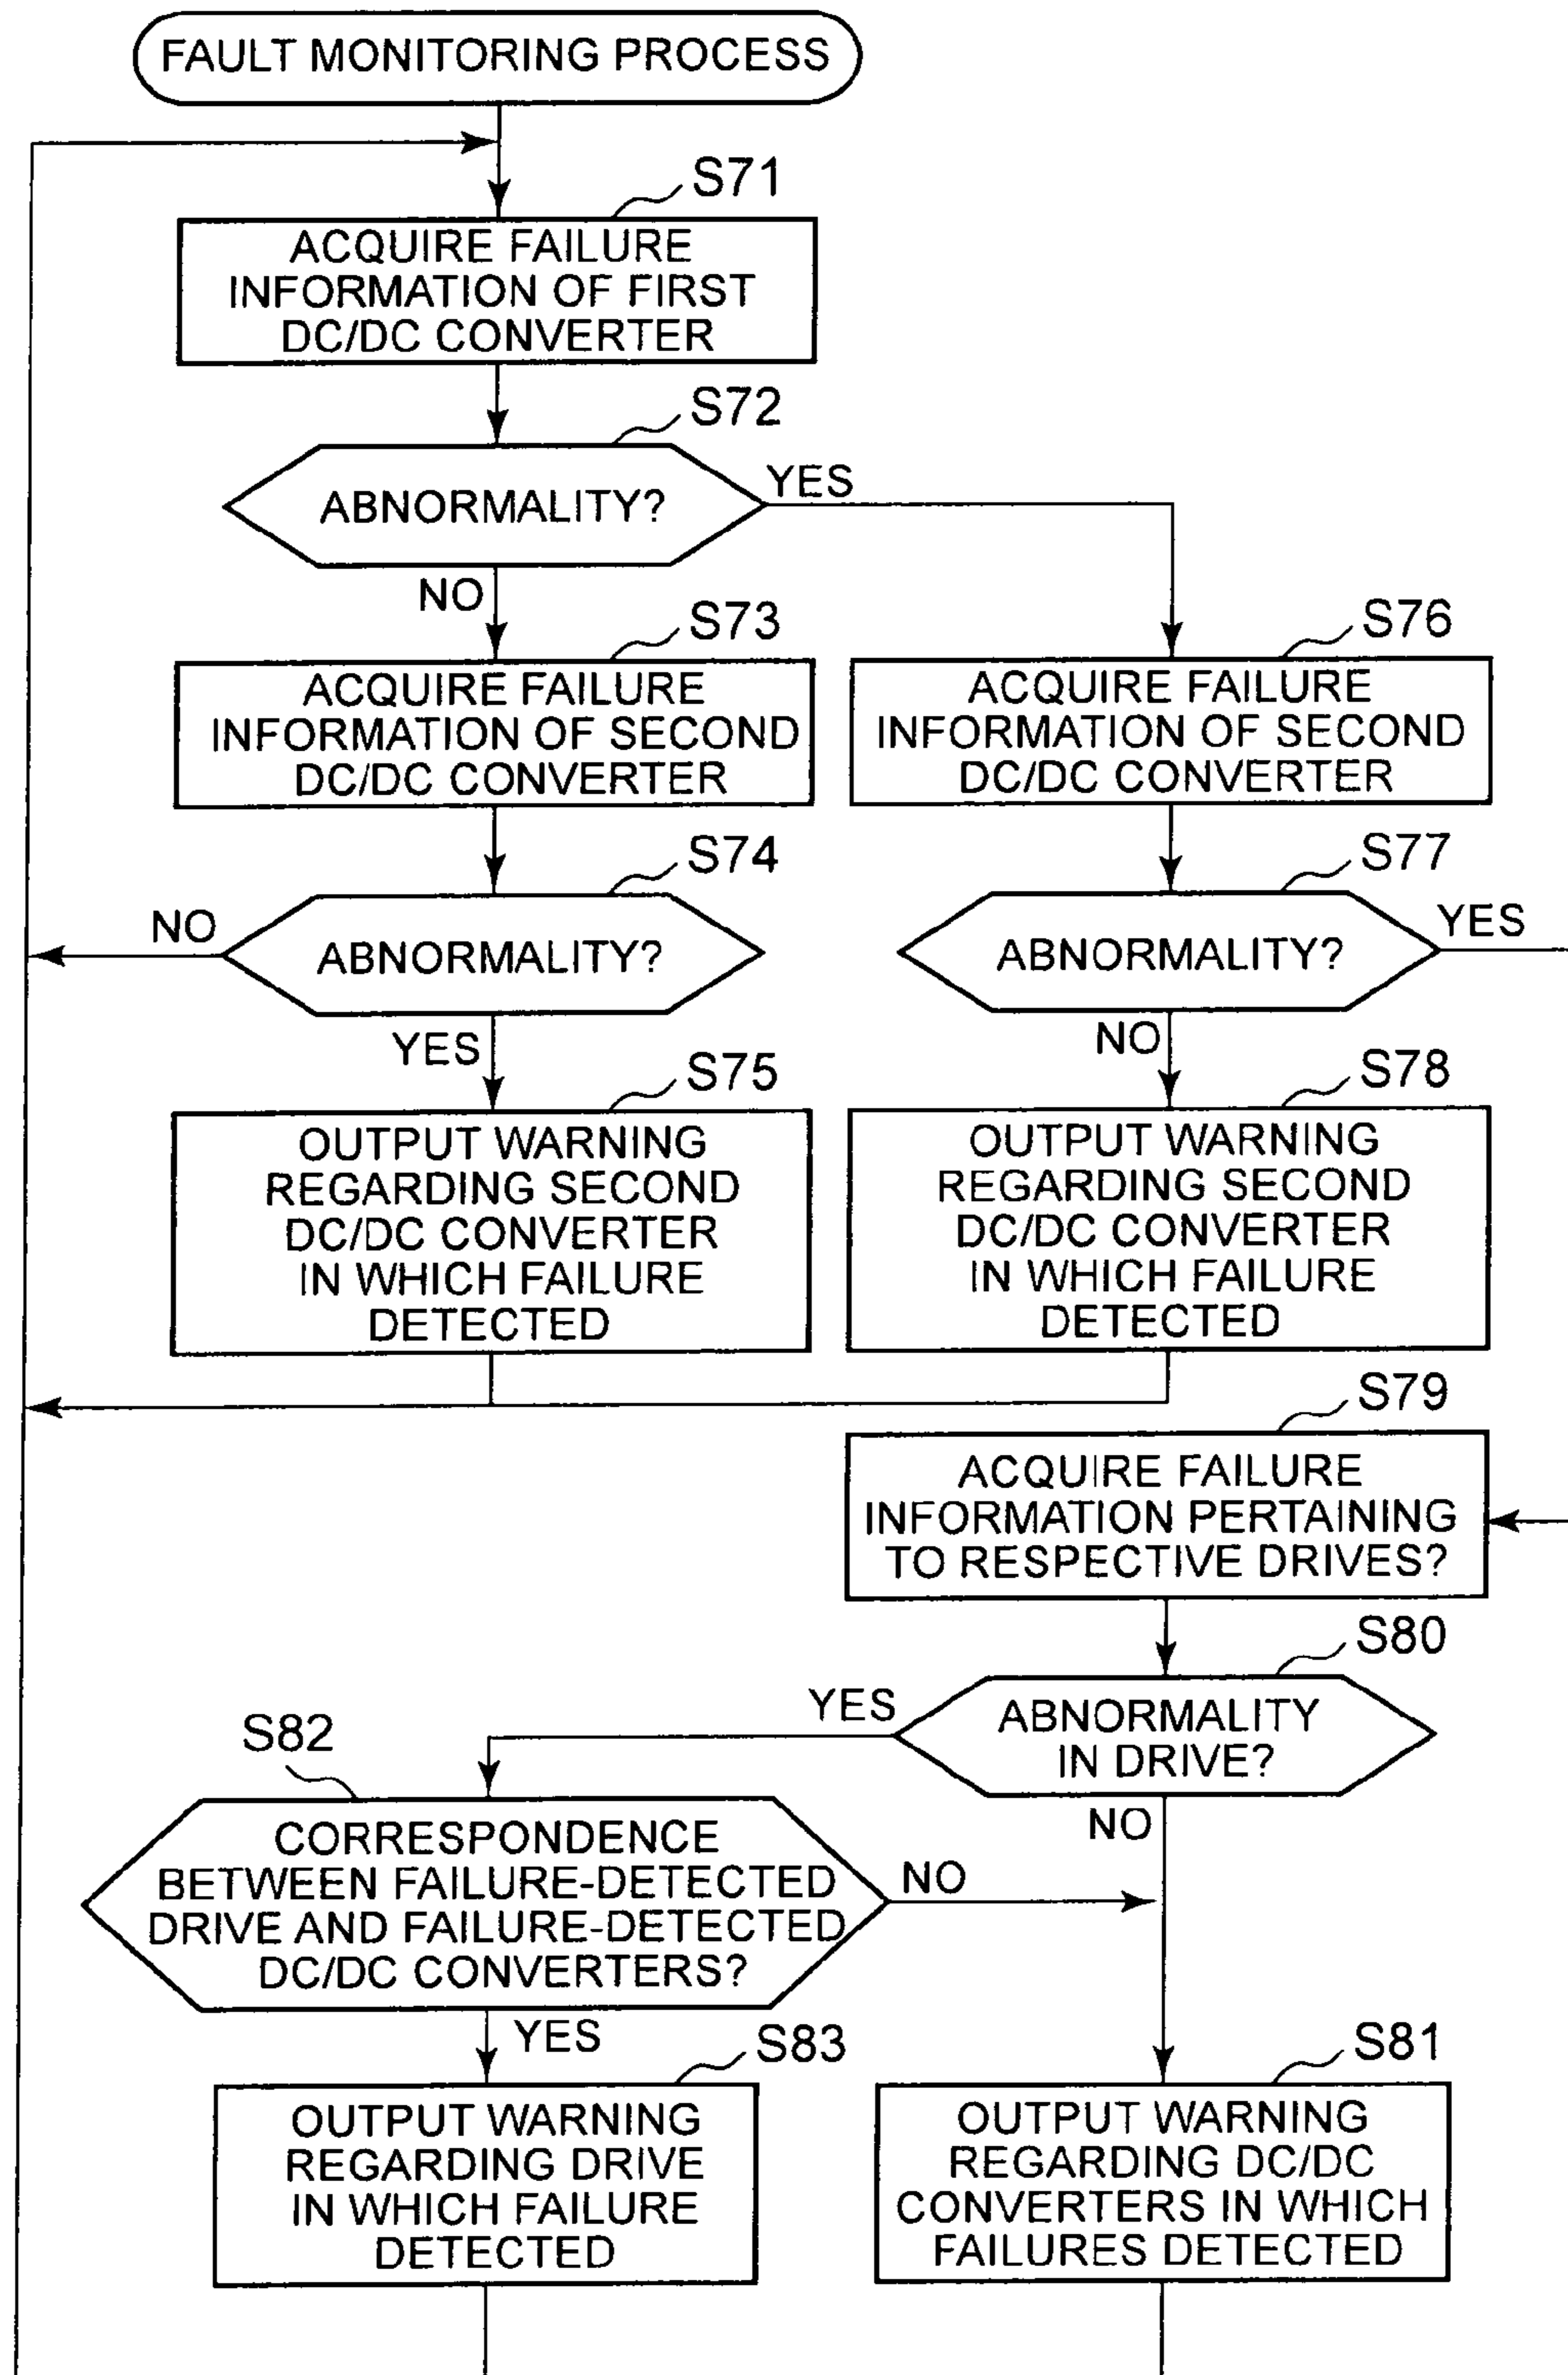 FAULT MONITORING PROCESS
S71
ACQUIRE FAILURE
INFORMATION OF FIRST
DC/DC CONVERTER
S72
ABNORMALITY?
YES
NO
S73
ACQUIRE FAILURE
INFORMATION OF SECOND
DC/DC CONVERTER
S76
ACQUIRE FAILURE
INFORMATION OF SECOND
DC/DC CONVERTER
S74
NO
ABNORMALITY?
YES
S77
ABNORMALITY?
YES
NO
S75
OUTPUT WARNING
REGARDING SECOND
DC/DC CONVERTER
IN WHICH FAILURE
DETECTED
S78
OUTPUT WARNING
REGARDING SECOND
DC/DC CONVERTER
IN WHICH FAILURE
DETECTED
S79
ACQUIRE FAILURE
INFORMATION PERTAINING
TO RESPECTIVE DRIVES?
S80
YES
ABNORMALITY
IN DRIVE?
NO
S82
CORRESPONDENCE
BETWEEN FAILURE-DETECTED
DRIVE AND FAILURE-DETECTED
DC/DC CONVERTERS?
NO
YES
S83
OUTPUT WARNING
REGARDING DRIVE
IN WHICH FAILURE
DETECTED
S81
OUTPUT WARNING
REGARDING DC/DC
CONVERTERS IN WHICH
FAILURES DETECTED